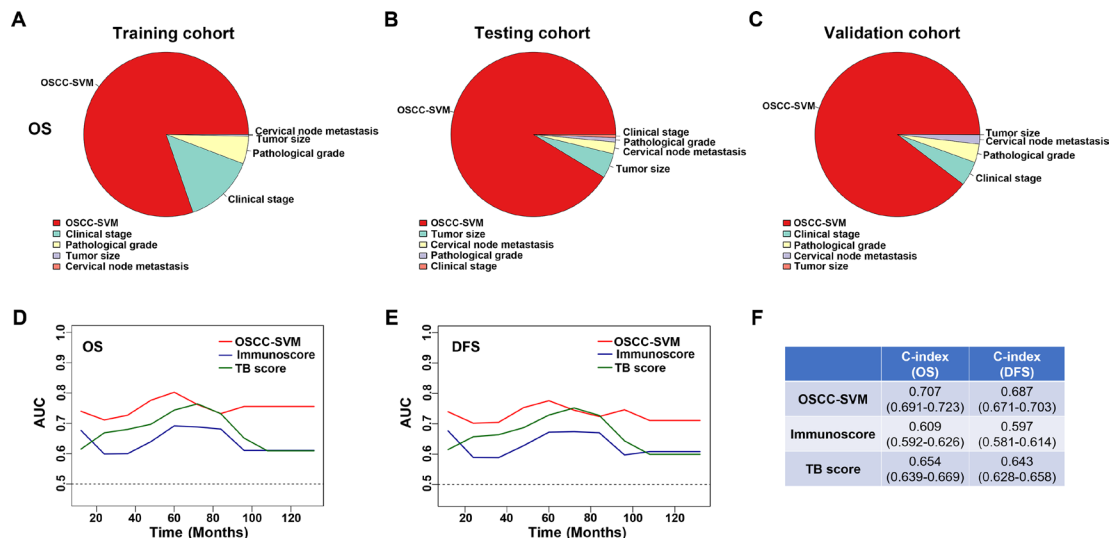 A
Training cohort
OSCC-SVM
OS
Cervical node metastasis
Tumor size
Pathological grade
Clinical stage
OSCC-SVM
Clinical stage
Pathological grade
Tumor size
Cervical node metastasis
B
Testing cohort
OSCC-SVM
Clinical stage
Pathological grade
Cervical node metastasis
Tumor size
OSCC-SVM
Tumor size
Cervical node metastasis
Pathological grade
Clinical stage
C
Validation cohort
OSCC-SVM
Tumor size
Cervical node metastasis
Pathological grade
Clinical stage
OSCC-SVM
Clinical stage
Pathological grade
Cervical node metastasis
Tumor size
D
OS
OSCC-SVM
Immunoscore
TB score
AUC
1.0
0.9
0.8
0.7
0.6
0.5
20 40 60 80 100 120
Time (Months)
E
DFS
OSCC-SVM
Immunoscore
TB score
AUC
1.0
0.9
0.8
0.7
0.6
0.5
20 40 60 80 100 120
Time (Months)
F
C-index (OS) C-index (DFS)
OSCC-SVM 0.707 (0.691-0.723) 0.687 (0.671-0.703)
Immunoscore 0.609 (0.592-0.626) 0.597 (0.581-0.614)
TB score 0.654 (0.639-0.669) 0.643 (0.628-0.658)